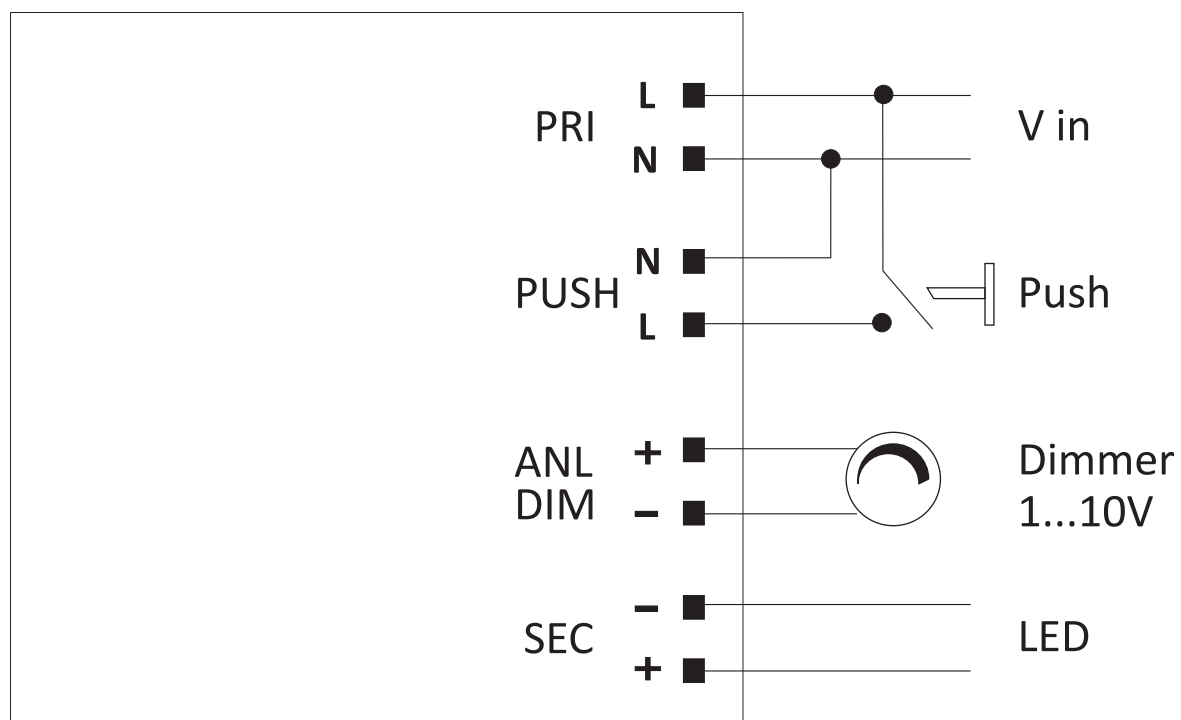 L
PRI
V in
N
N
PUSH
Push
L
+
ANL
DIM
Dimmer
1...10V
−
−
SEC
LED
+